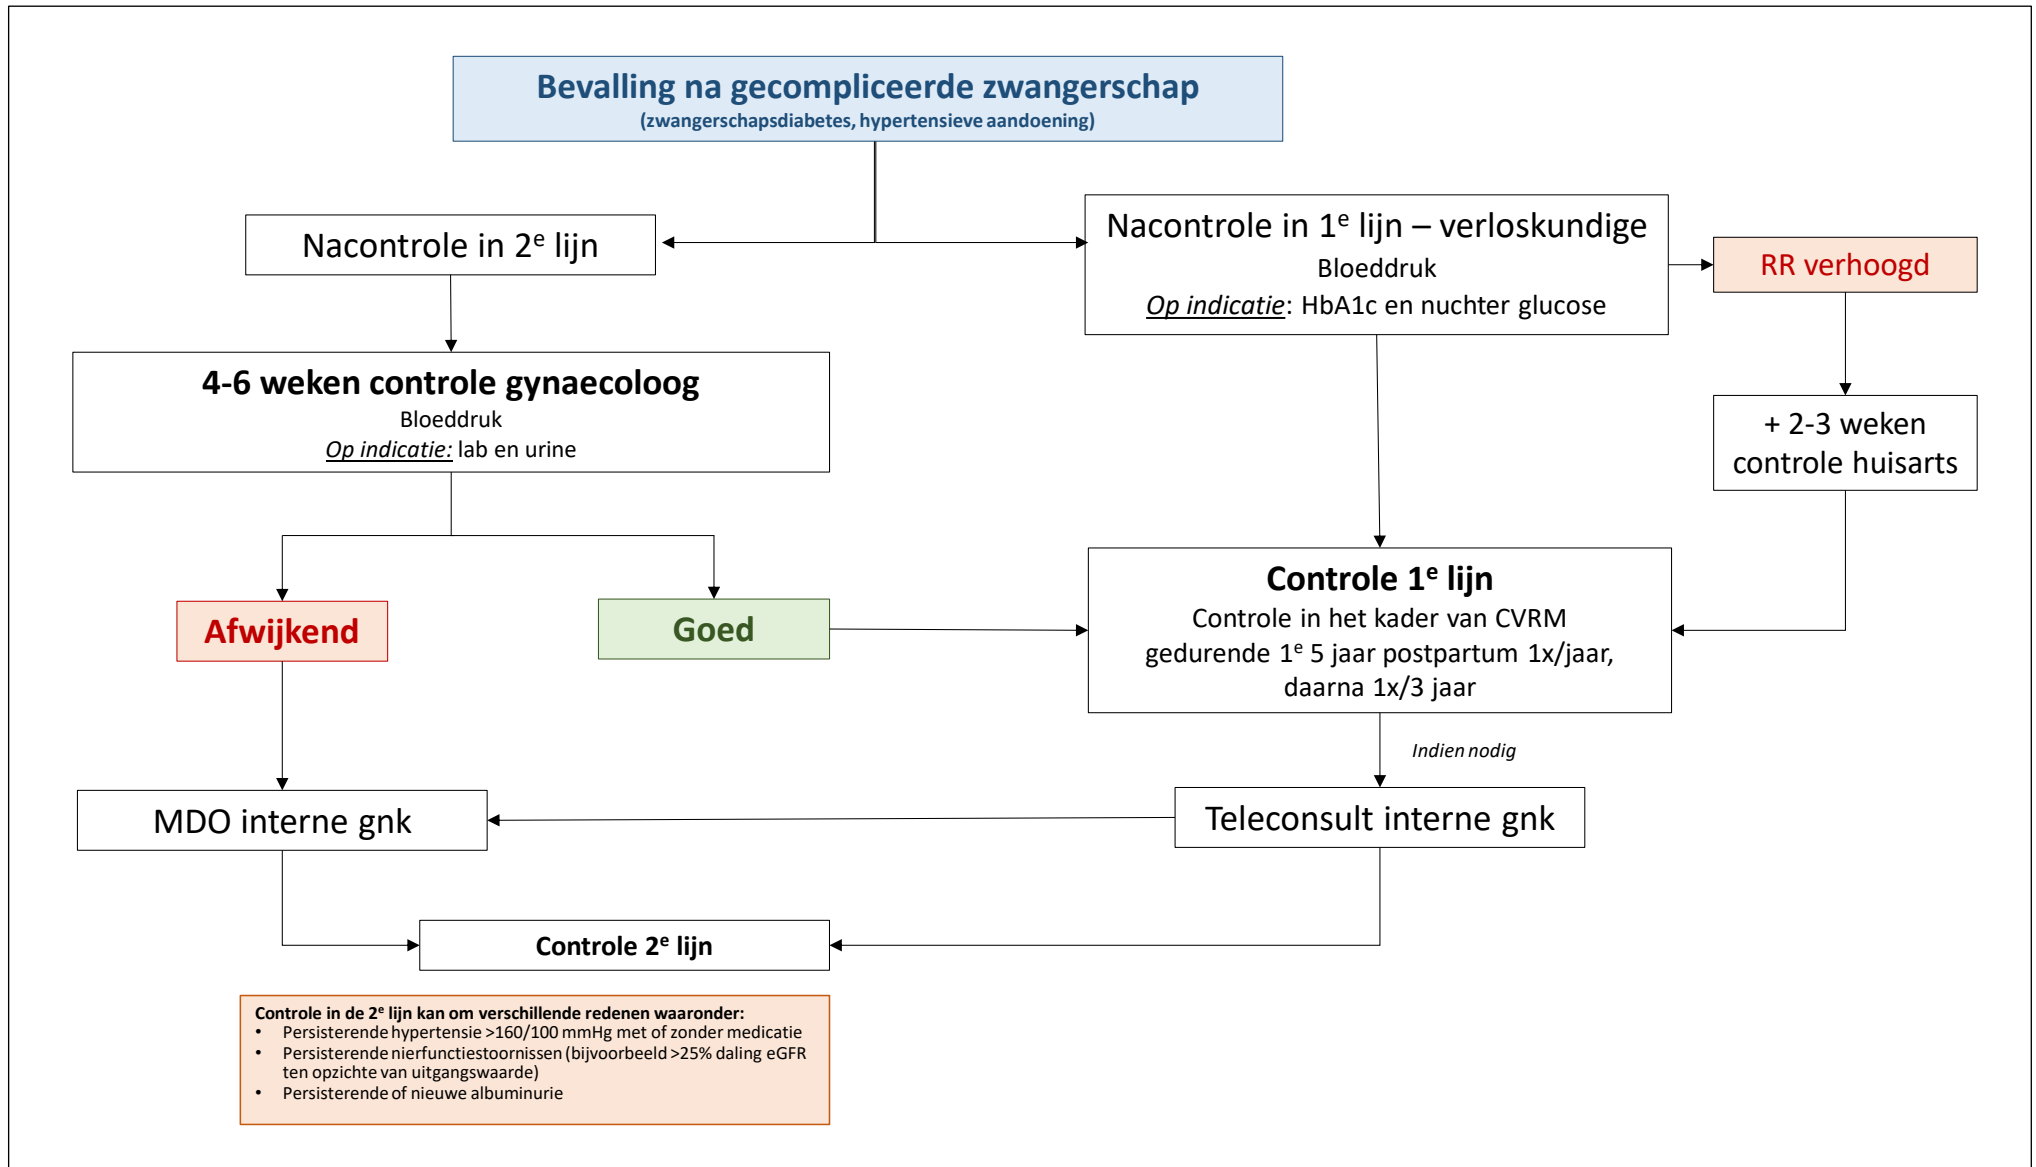 Bevalling na gecompliceerde zwangerschap
(zwangerschapsdiabetes, hypertensieve aandoening)
Nacontrole in 2e lijn
Nacontrole in 1e lijn – verloskundige
Bloeddruk
Op indicatie: HbA1c en nuchter glucose
RR verhoogd
4-6 weken controle gynaecoloog
Bloeddruk
Op indicatie: lab en urine
+ 2-3 weken
controle huisarts
Afwijkend
Goed
Controle 1e lijn
Controle in het kader van CVRM
gedurende 1e 5 jaar postpartum 1x/jaar,
daarna 1x/3 jaar
Indien nodig
MDO interne gnk
Teleconsult interne gnk
Controle 2e lijn
Controle in de 2e lijn kan om verschillende redenen waaronder:
• Persisterende hypertensie >160/100 mmHg met of zonder medicatie
• Persisterende nierfunctiestoornissen (bijvoorbeeld >25% daling eGFR
ten opzichte van uitgangswaarde)
• Persisterende of nieuwe albuminurie